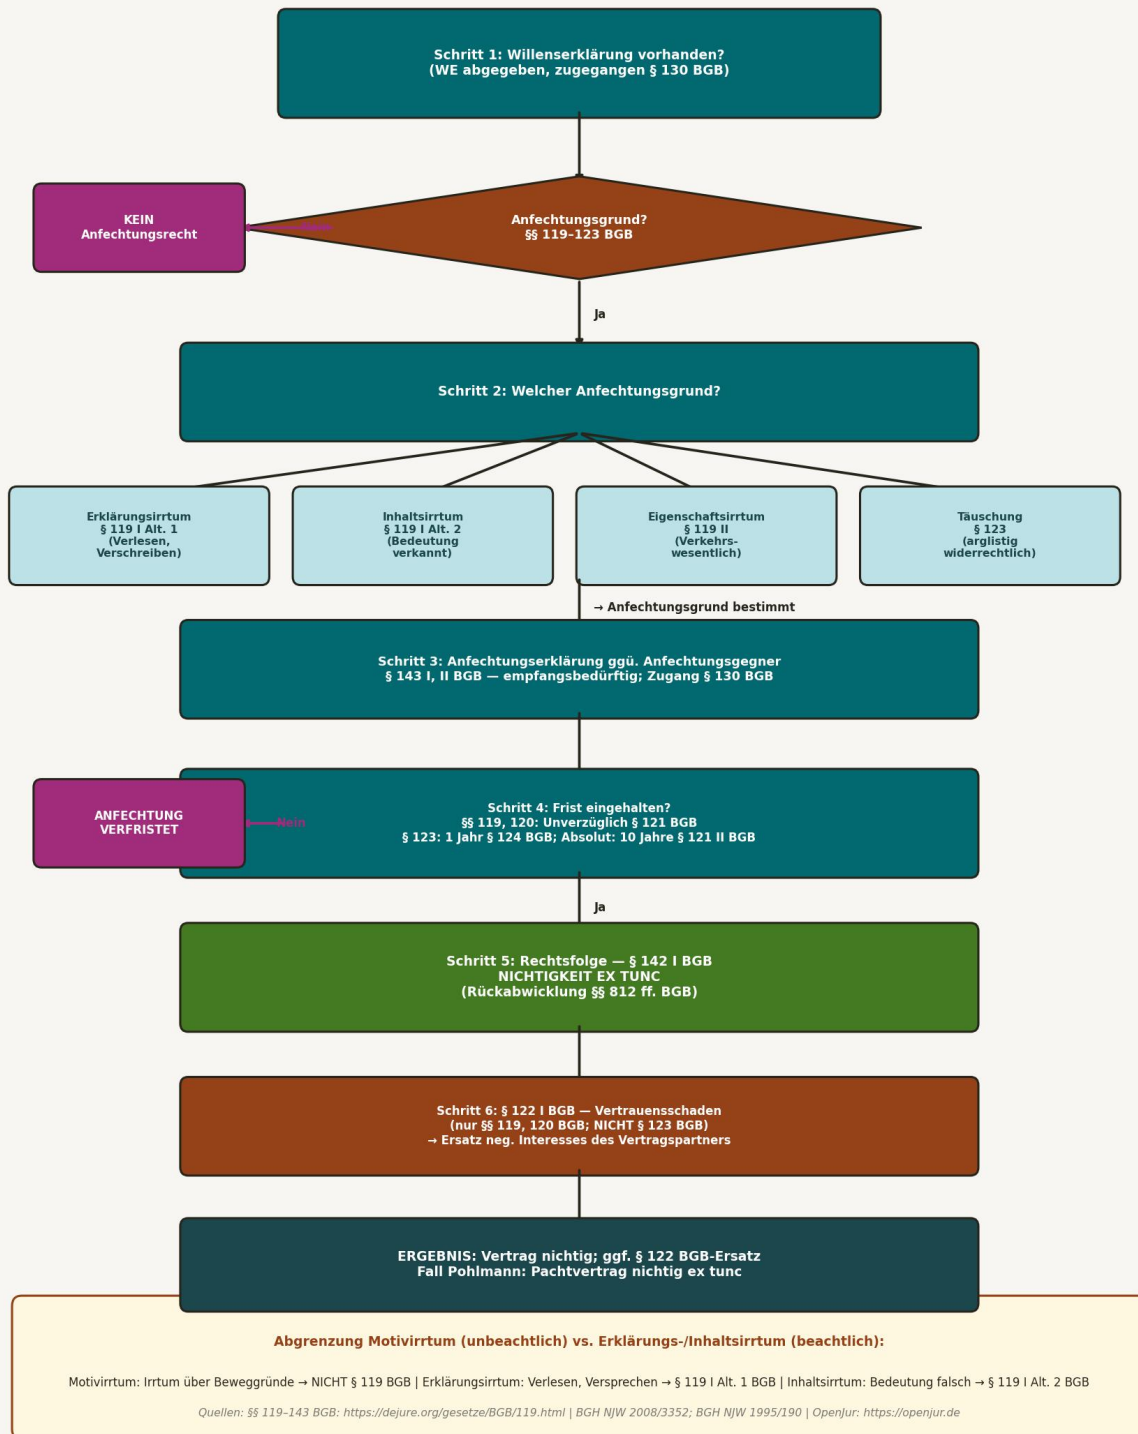 Schritt 1: Willenserklärung vorhanden?
(WE abgegeben, zugegangen § 130 BGB)
KEIN
Anfechtungsrecht
Anfechtungsgrund?
§§ 119–123 BGB
Ja
Schritt 2: Welcher Anfechtungsgrund?
Erklärungsirrtum
§ 119 I Alt. 1
(Verlesen,
Verschreiben)
Inhaltsirrtum
§ 119 I Alt. 2
(Bedeutung
verkannt)
Eigenschaftsirrtum
§ 119 II
(Verkehrs-
wesentlich)
Täuschung
§ 123
(arglistig
widerrechtlich)
→ Anfechtungsgrund bestimmt
Schritt 3: Anfechtungserklärung ggü. Anfechtungsgegner
§ 143 I, II BGB — empfangsbedürftig; Zugang § 130 BGB
ANFECHTUNG
VERFRISTET
Nein
Schritt 4: Frist eingehalten?
§§ 119, 120: Unverzüglich § 121 BGB
§ 123: 1 Jahr § 124 BGB; Absolut: 10 Jahre § 121 II BGB
Ja
Schritt 5: Rechtsfolge — § 142 I BGB
NICHTIGKEIT EX TUNC
(Rückabwicklung §§ 812 ff. BGB)
Schritt 6: § 122 I BGB — Vertrauensschaden
(nur §§ 119, 120 BGB; NICHT § 123 BGB)
→ Ersatz neg. Interesses des Vertragspartners
ERGEBNIS: Vertrag nichtig; ggf. § 122 BGB-Ersatz
Fall Pohlmann: Pachtvertrag nichtig ex tunc
Abgrenzung Motivirrtum (unbeachtlich) vs. Erklärungs-/Inhaltsirrtum (beachtlich):
Motivirrtum: Irrtum über Beweggründe → NICHT § 119 BGB | Erklärungsirrtum: Verlesen, Versprechen → § 119 I Alt. 1 BGB | Inhaltsirrtum: Bedeutung falsch → § 119 I Alt. 2 BGB
Quellen: §§ 119–143 BGB: https://dejure.org/gesetze/BGB/119.html | BGH NJW 2008/3352; BGH NJW 1995/190 | OpenJur: https://openjur.de